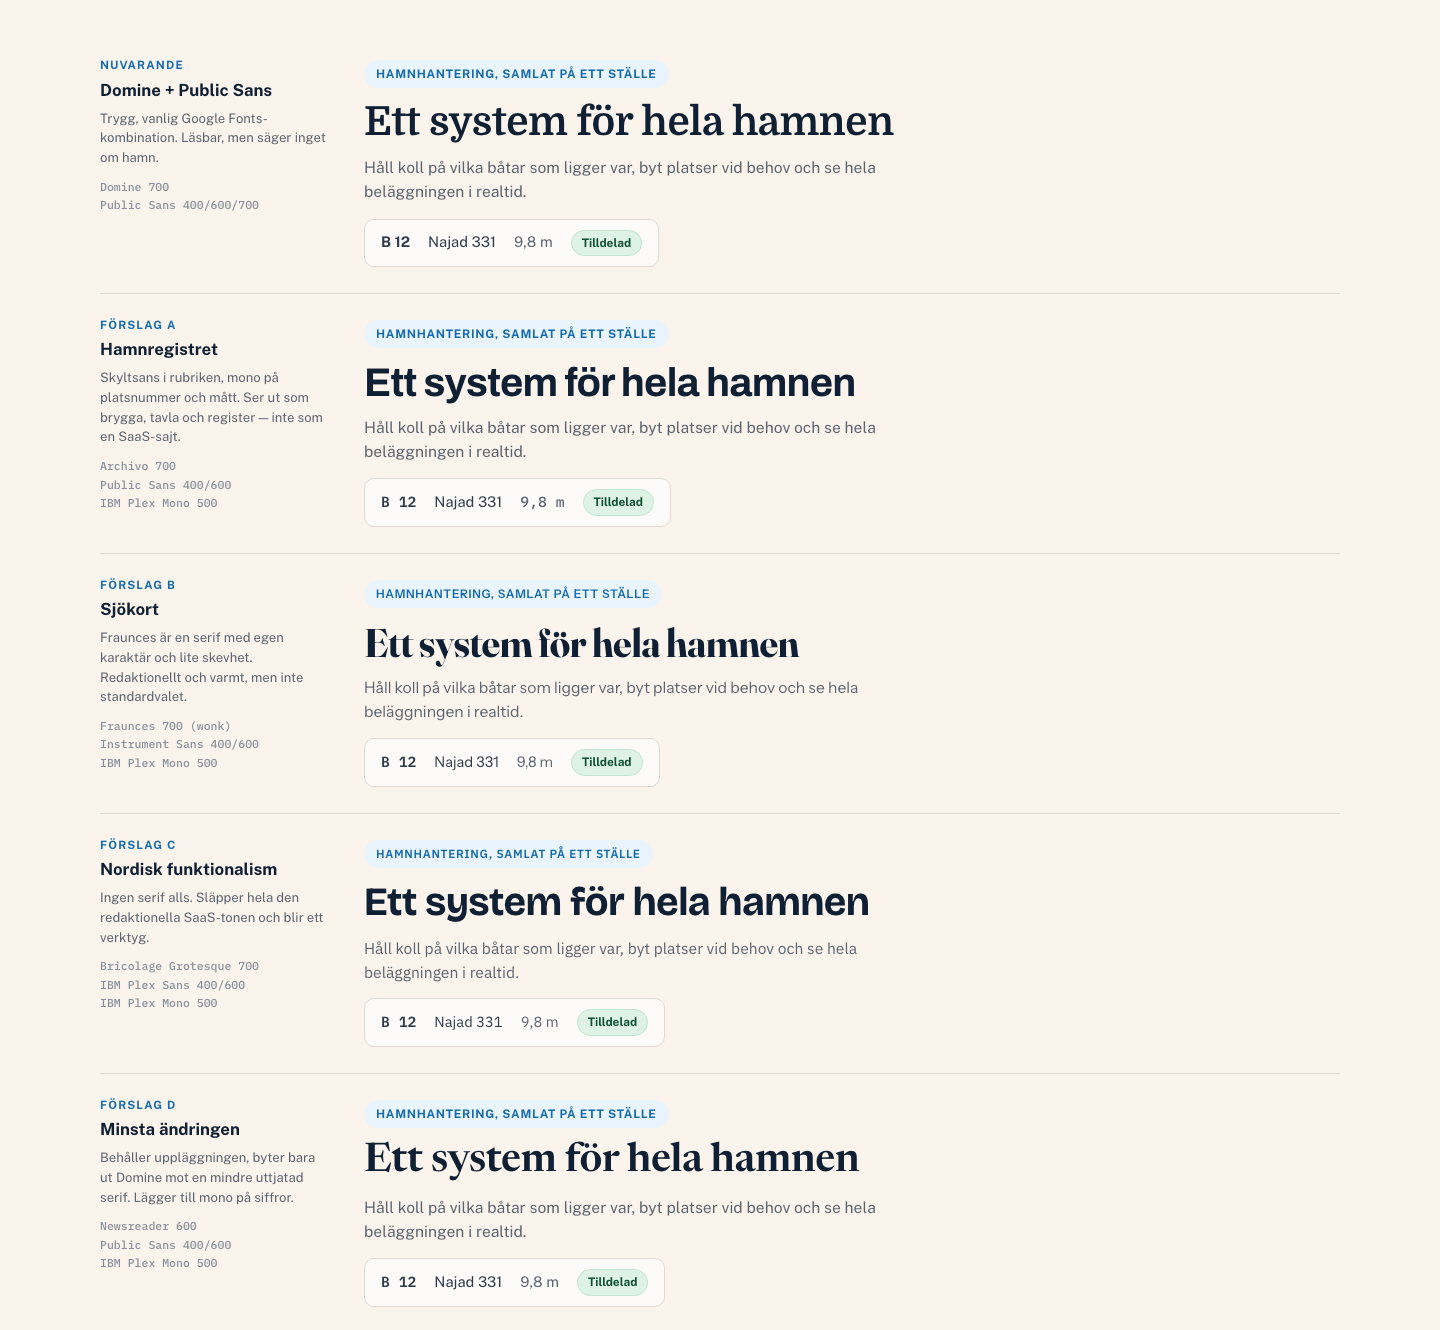 NUVARANDE
Domine + Public Sans
Trygg, vanlig Google Fonts-
kombination. Läsbar, men säger inget
om hamn.
Domine 700
Public Sans 400/600/700
HAMNHANTERING, SAMLAT PÅ ETT STÄLLE
Ett system för hela hamnen
Håll koll på vilka båtar som ligger var, byt platser vid behov och se hela
beläggningen i realtid.
B 12 Najad 331 9,8 m Tilldelad
FÖRSLAG A
Hamnregistret
Skyltsans i rubriken, mono på
platsnummer och mått. Ser ut som
brygga, tavla och register — inte som
en SaaS-sajt.
Archivo 700
Public Sans 400/600
IBM Plex Mono 500
HAMNHANTERING, SAMLAT PÅ ETT STÄLLE
Ett system för hela hamnen
Håll koll på vilka båtar som ligger var, byt platser vid behov och se hela
beläggningen i realtid.
B 12 Najad 331 9,8 m Tilldelad
FÖRSLAG B
Sjökort
Fraunces är en serif med egen
karaktär och lite skevhet.
Redaktionellt och varmt, men inte
standardvalet.
Fraunces 700 (wonk)
Instrument Sans 400/600
IBM Plex Mono 500
HAMNHANTERING, SAMLAT PÅ ETT STÄLLE
Ett system för hela hamnen
Håll koll på vilka båtar som ligger var, byt platser vid behov och se hela
beläggningen i realtid.
B 12 Najad 331 9,8 m Tilldelad
FÖRSLAG C
Nordisk funktionalism
Ingen serif alls. Släpper hela den
redaktionella SaaS-tonen och blir ett
verktyg.
Bricolage Grotesque 700
IBM Plex Sans 400/600
IBM Plex Mono 500
HAMNHANTERING, SAMLAT PÅ ETT STÄLLE
Ett system för hela hamnen
Håll koll på vilka båtar som ligger var, byt platser vid behov och se hela
beläggningen i realtid.
B 12 Najad 331 9,8 m Tilldelad
FÖRSLAG D
Minsta ändringen
Behåller uppläggningen, byter bara
ut Domine mot en mindre uttjatad
serif. Lägger till mono på siffror.
Newsreader 600
Public Sans 400/600
IBM Plex Mono 500
HAMNHANTERING, SAMLAT PÅ ETT STÄLLE
Ett system för hela hamnen
Håll koll på vilka båtar som ligger var, byt platser vid behov och se hela
beläggningen i realtid.
B 12 Najad 331 9,8 m Tilldelad